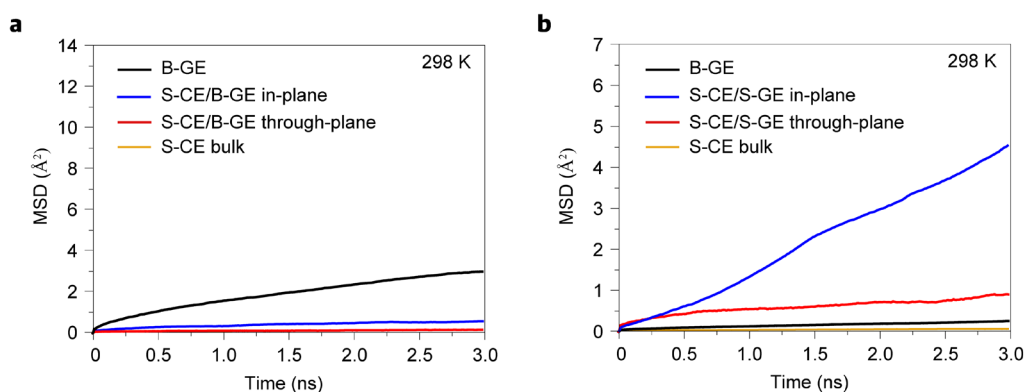 a
14
12
10
8
6
4
2
0
MSD (Å²)
298 K
B-GE
S-CE/B-GE in-plane
S-CE/B-GE through-plane
S-CE bulk
0 0.5 1.0 1.5 2.0 2.5 3.0
Time (ns)
b
7
6
5
4
3
2
1
0
MSD (Å²)
298 K
B-GE
S-CE/S-GE in-plane
S-CE/S-GE through-plane
S-CE bulk
0 0.5 1.0 1.5 2.0 2.5 3.0
Time (ns)